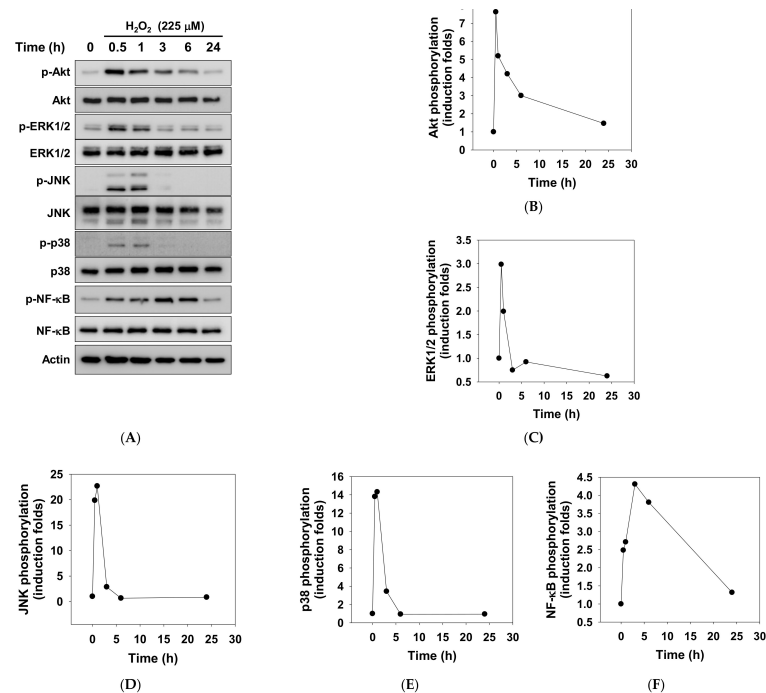 H2O2 (225 μM)
Time (h) 0 0.5 1 3 6 24
p-Akt
Akt
p-ERK1/2
ERK1/2
p-JNK
JNK
p-p38
p38
p-NF-κB
NF-κB
Actin
(A)
Akt phosphorylation
(induction folds)
7
6
5
4
3
2
1
0
0 5 10 15 20 25 30
Time (h)
(B)
ERK1/2 phosphorylation
(induction folds)
3.5
3.0
2.5
2.0
1.5
1.0
0.5
0 5 10 15 20 25 30
Time (h)
(C)
JNK phosphorylation
(induction folds)
25
20
15
10
5
0
0 5 10 15 20 25 30
Time (h)
(D)
p38 phosphorylation
(induction folds)
16
14
12
10
8
6
4
2
0
0 5 10 15 20 25 30
Time (h)
(E)
NF-κB phosphorylation
(induction folds)
4.5
4.0
3.5
3.0
2.5
2.0
1.5
1.0
0.5
0 5 10 15 20 25 30
Time (h)
(F)